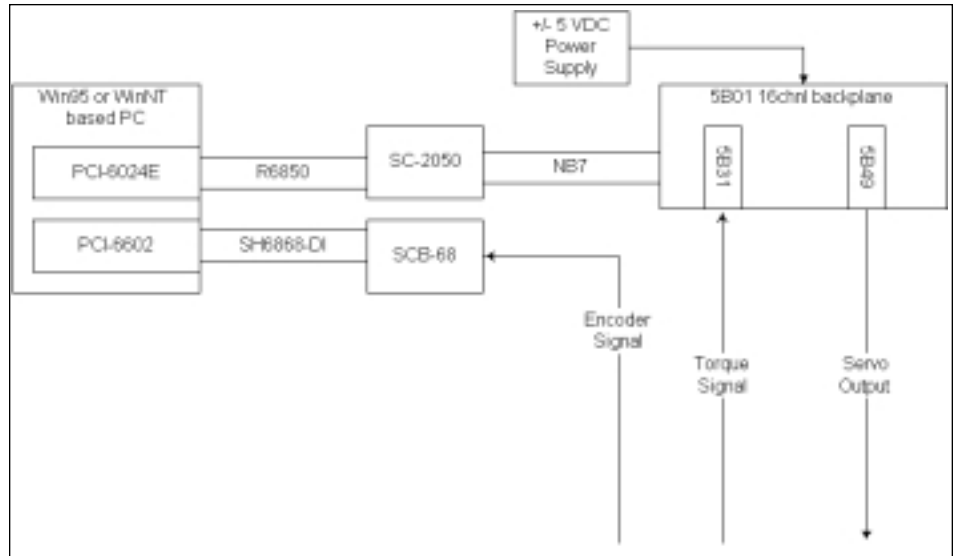 +/- 5 VDC
Power
Supply
Win95 or WinNT
based PC
5B01 16chnl backplane
PCI-6024E
R6850
SC-2050
NB7
5B31
5B49
PCI-6602
SH6868-DI
SCB-68
Encoder
Signal
Torque
Signal
Servo
Output